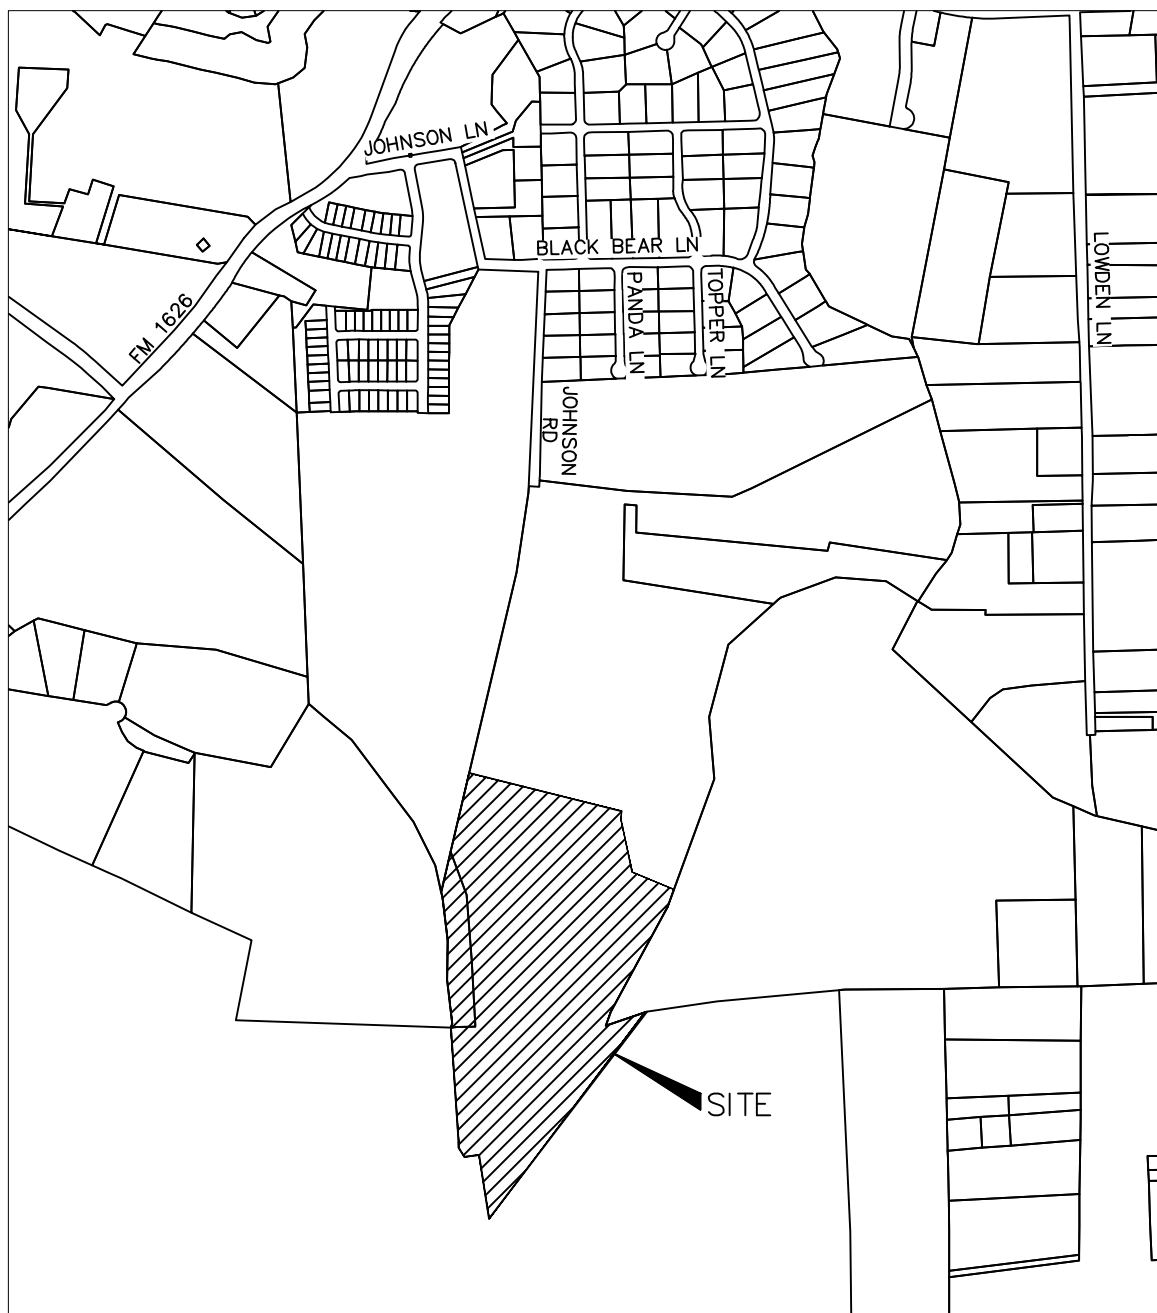 JOHNSON LN
BLACK BEAR LN
LOWDEN LN
PANDA LN
TOPPER LN
FM 1626
JOHNSON
RD
SITE